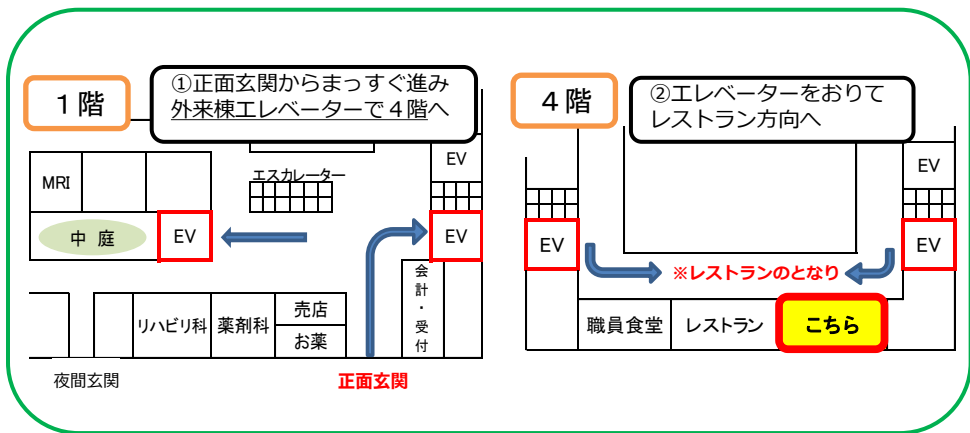 1階
①正面玄関からまっすぐ進み
外来棟エレベーターで４階へ
MRI
エスカレーター
EV
中 庭
EV
EV
会計・受付
リハビリ科
薬剤科
売店
お薬
夜間玄関
正面玄関
4階
②エレベーターをおりて
レストラン方向へ
EV
EV
EV
※レストランのとなり
職員食堂
レストラン
こちら